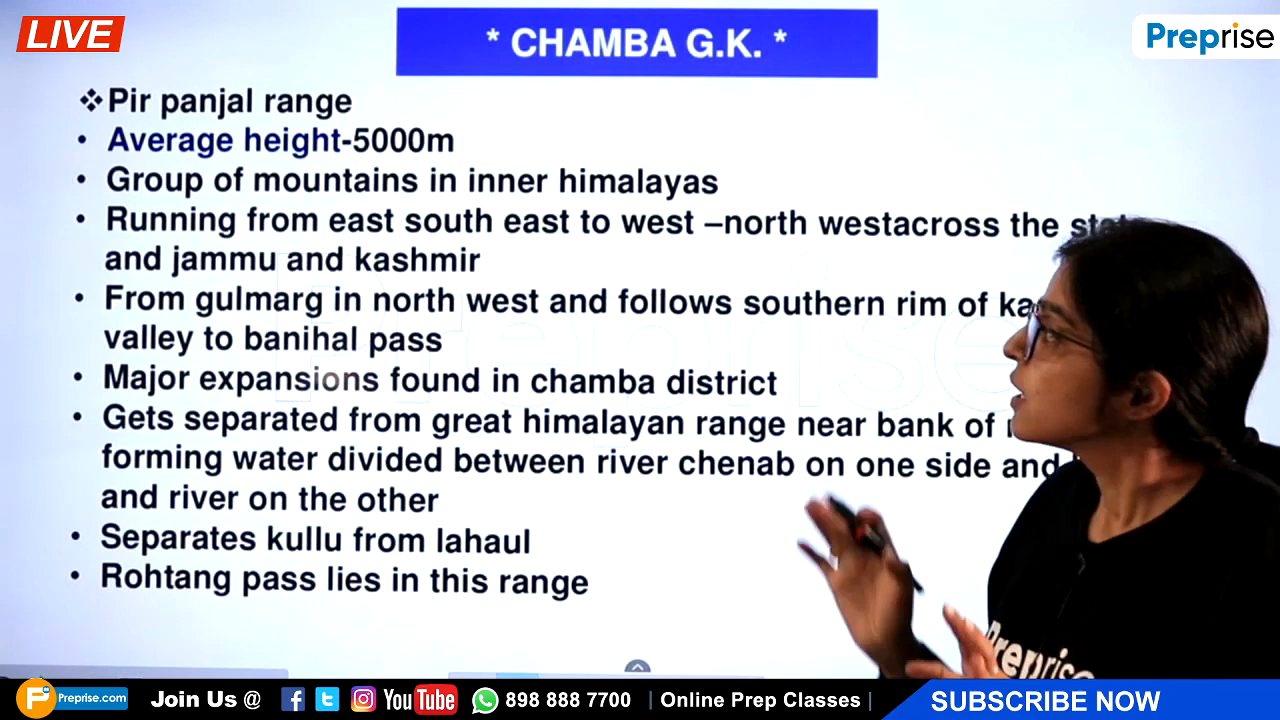 LIVE
* CHAMBA G.K. *
Preprise
❖Pir panjal range
• Average height-5000m
• Group of mountains in inner himalayas
• Running from east south east to west –north westacross the
and jammu and kashmir
• From gulmarg in north west and follows southern rim of
valley to banihal pass
• Major expansions found in chamba district
• Gets separated from great himalayan range near bank of
forming water divided between river chenab on one side and
and river on the other
• Separates kullu from lahaul
• Rohtang pass lies in this range
Preprise
Preprise
Preprise.com Join Us @ YouTube 898 888 7700 | Online Prep Classes | SUBSCRIBE NOW